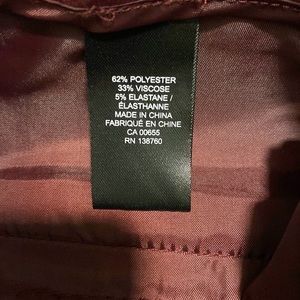 62% POLYESTER
33% VISCOSE
5% ELASTANE /
ÉLASTHANNE
MADE IN CHINA
FABRIQUÉ EN CHINE
CA 00655
RN 138760